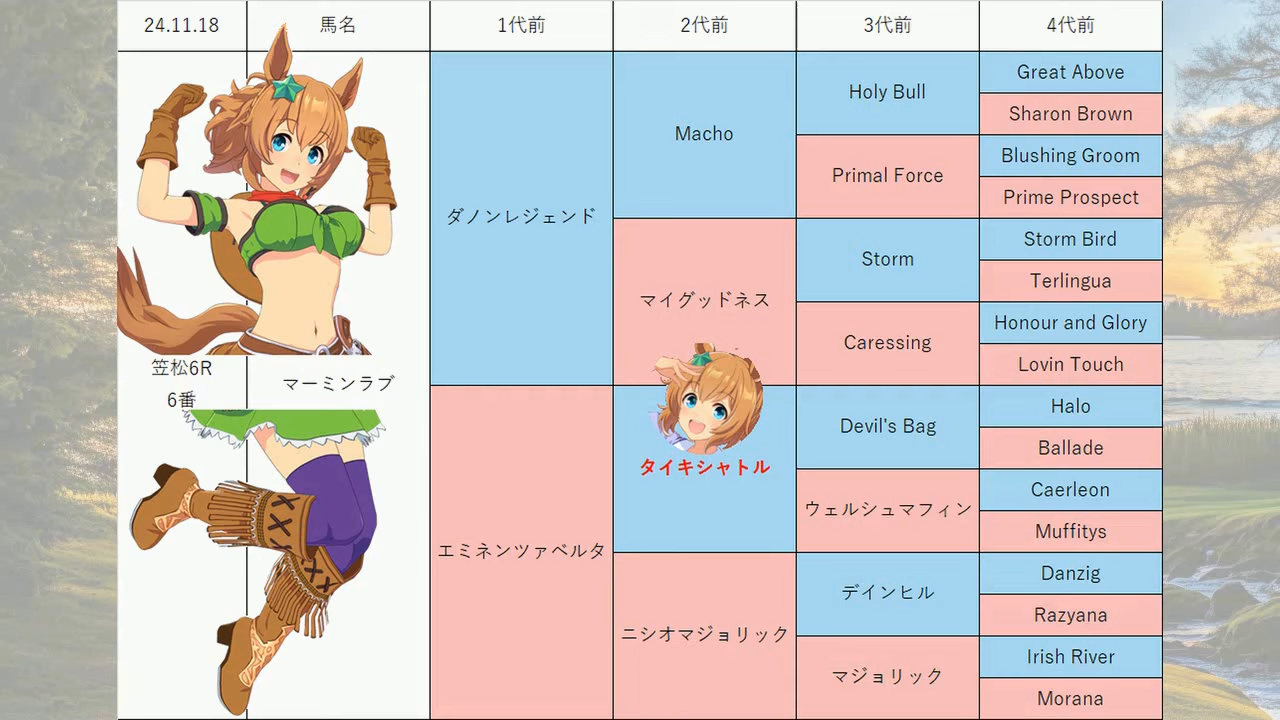 24.11.18
馬名
1代前
2代前
3代前
4代前
笠松6R
6番
マーミンラブ
ダノンレジェンド
エミネンツァベルタ
Macho
マイグッドネス
タイキシャトル
ニシオマジョリック
Holy Bull
Primal Force
Storm
Caressing
Devil's Bag
ウェルシュマフィン
デインヒル
マジョリック
Great Above
Sharon Brown
Blushing Groom
Prime Prospect
Storm Bird
Terlingua
Honour and Glory
Lovin Touch
Halo
Ballade
Caerleon
Muffitys
Danzig
Razyana
Irish River
Morana